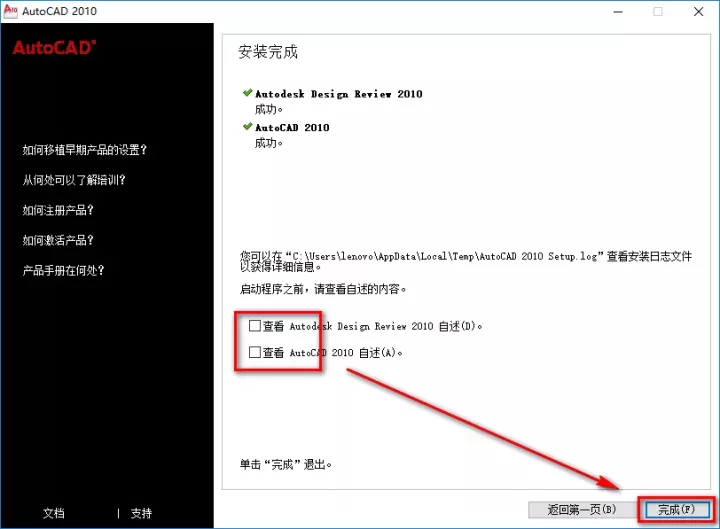 AutoCAD 2010
AutoCAD®
安装完成
Autodesk Design Review 2010
成功。
AutoCAD 2010
成功。
如何移植早期产品的设置?
从何处可以了解培训?
如何注册产品?
如何激活产品?
产品手册在何处?
您可以在“C:\Users\lenovo\AppData\Local\Temp\AutoCAD 2010 Setup.log”查看安装日志文件
以获得详细信息。
启动程序之前,请查看自述的内容。
查看 Autodesk Design Review 2010 自述(D)。
查看 AutoCAD 2010 自述(A)。
单击“完成”退出。
文档 | 支持
返回第一页(B) 完成(F)